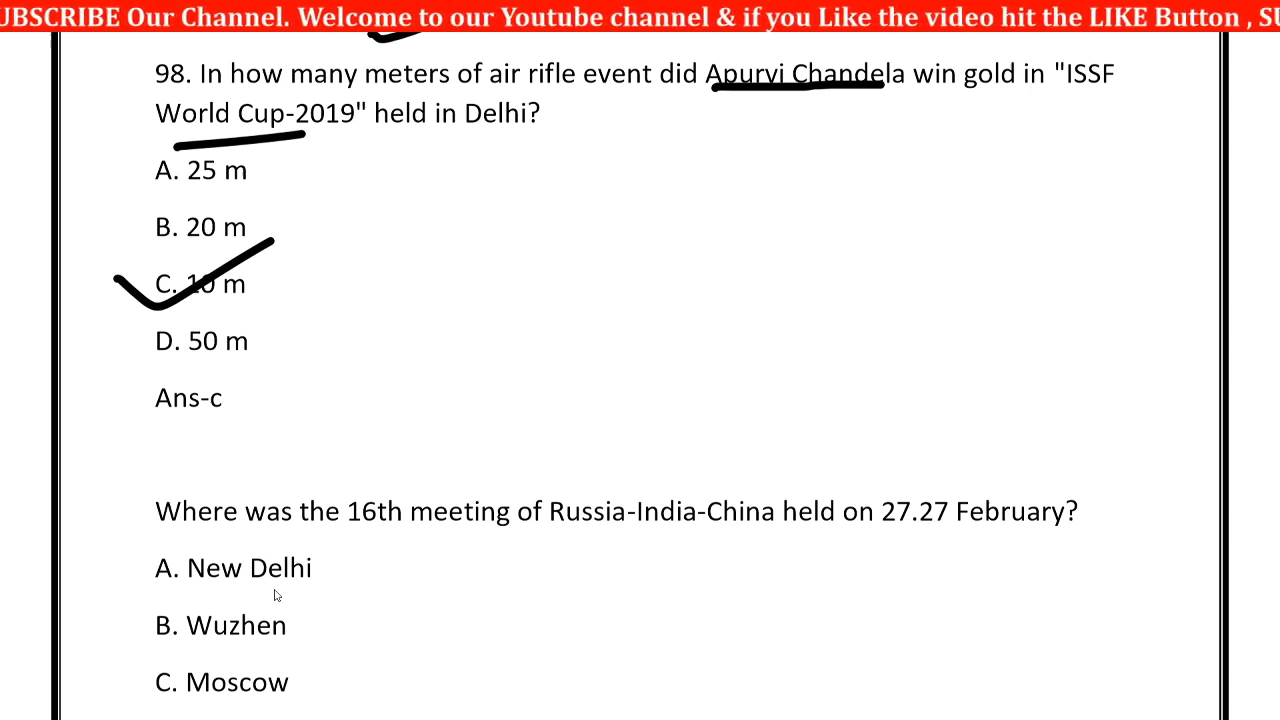 UBSCRIBE Our Channel. Welcome to our Youtube channel & if you Like the video hit the LIKE Button , SU
98. In how many meters of air rifle event did Apurvi Chandela win gold in "ISSF
World Cup-2019" held in Delhi?
A. 25 m
B. 20 m
C. 10 m
D. 50 m
Ans-c
Where was the 16th meeting of Russia-India-China held on 27.27 February?
A. New Delhi
B. Wuzhen
C. Moscow